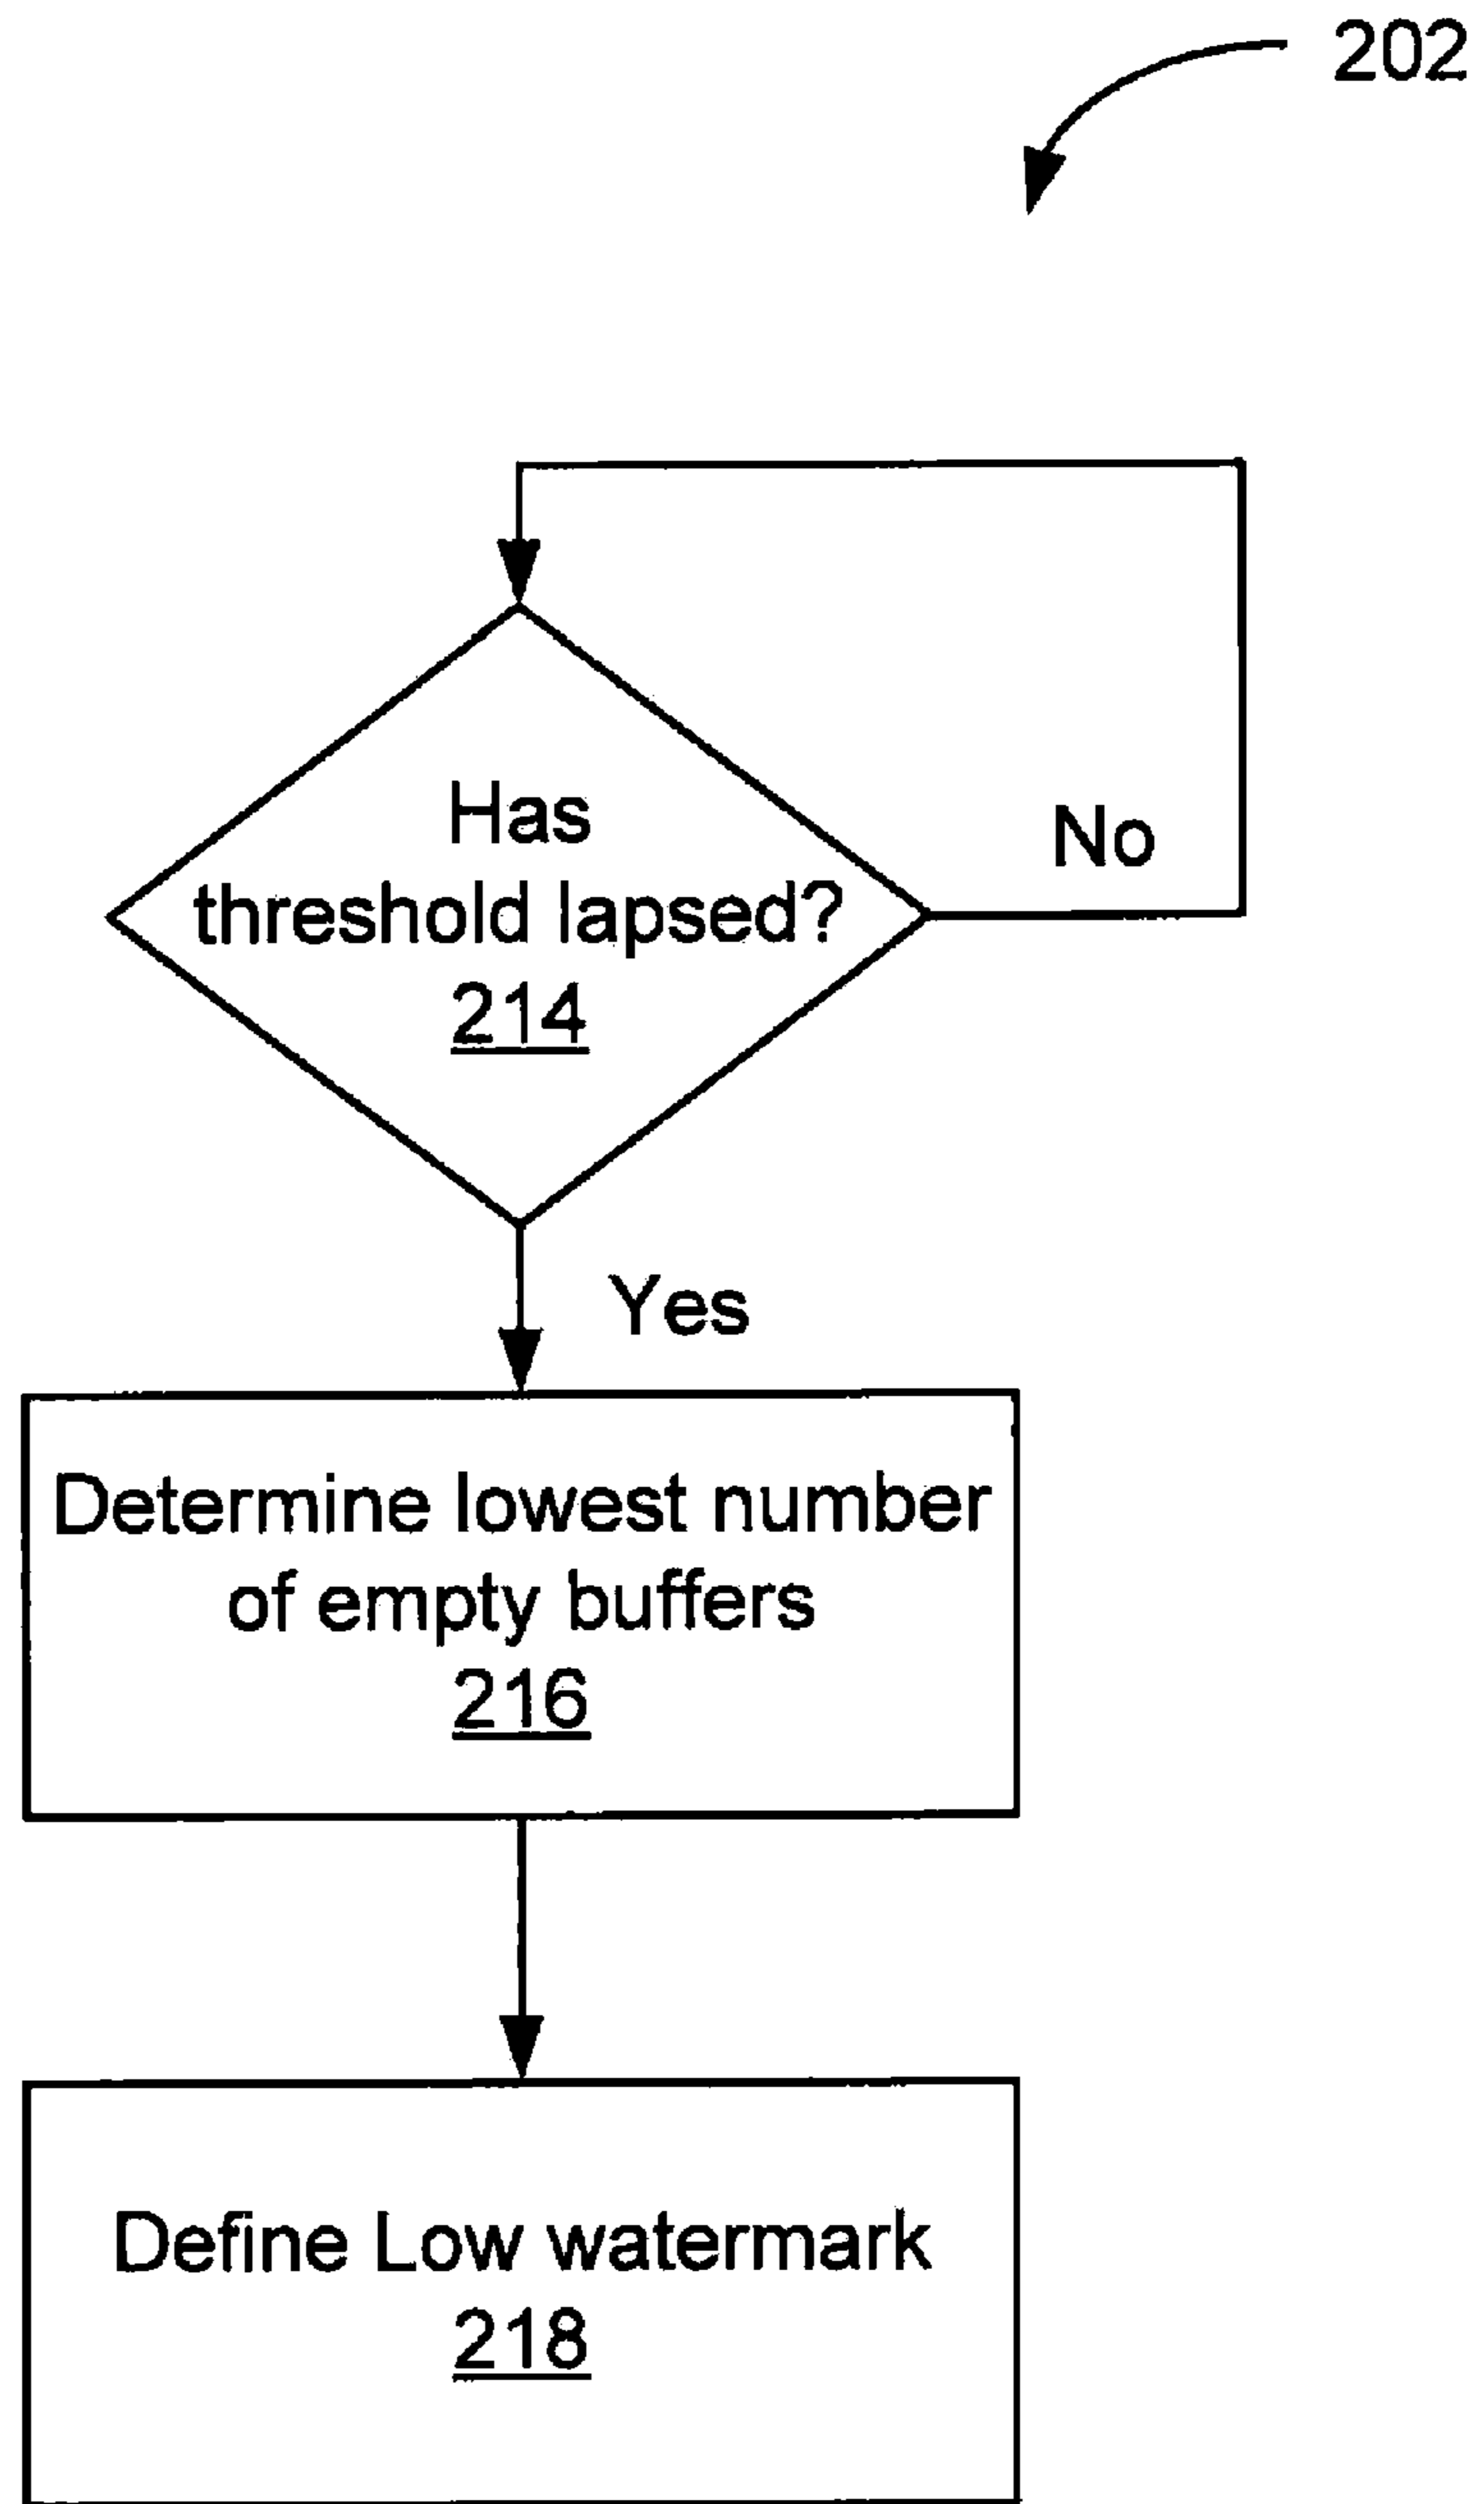 202
Has
threshold lapsed?
214
No
Yes
Determine lowest number
of empty buffers
216
Define Low watermark
218